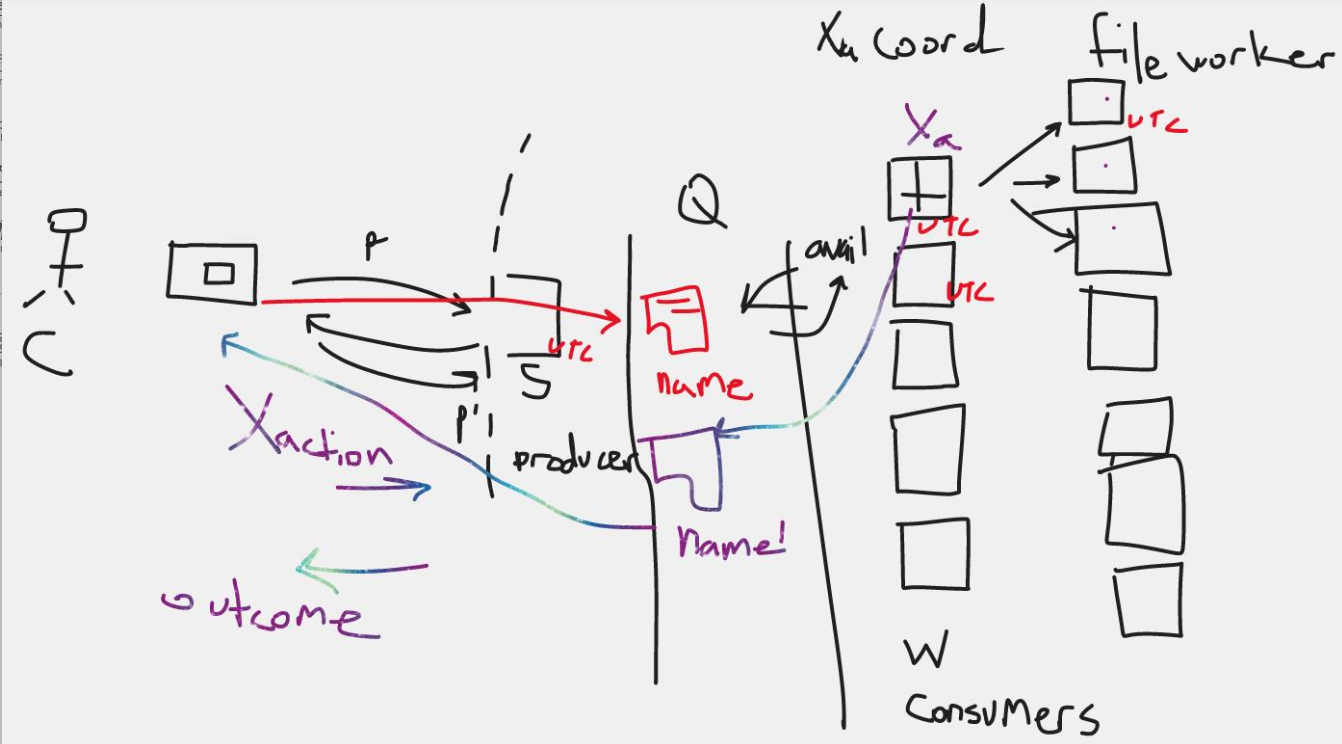 Xa coord
file worker
Xa
UTC
Q
UTC
P
avail
UTC
C
UTC
S
name
P'
Xaction
producer
name'
outcome
W
Consumers